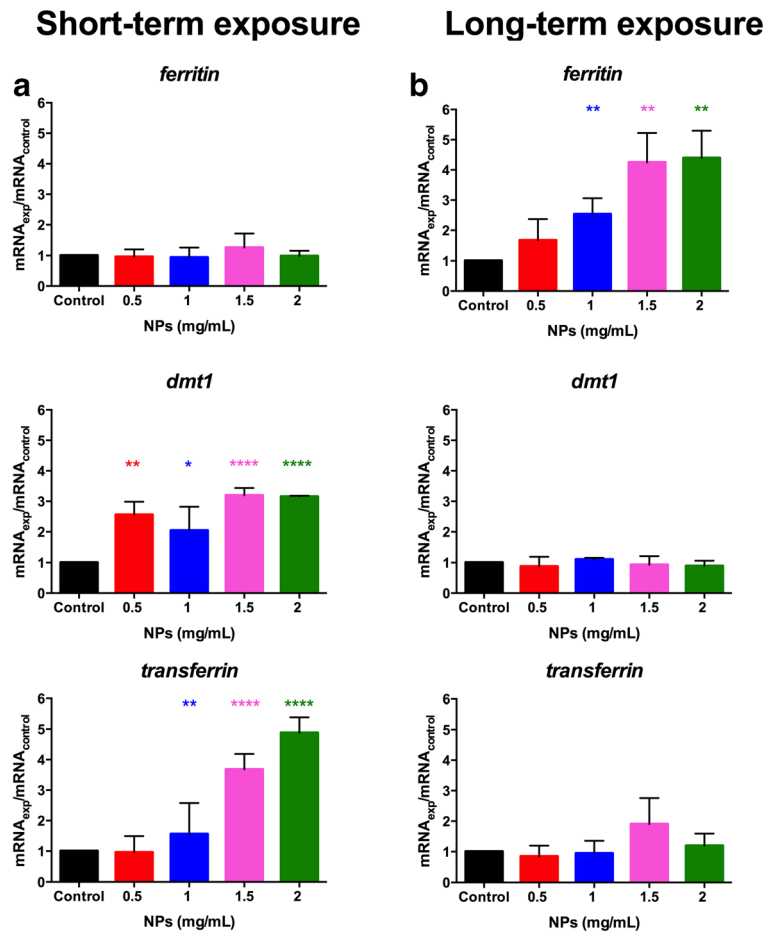 Short-term exposure
a
ferritin
mRNAexp/mRNAcontrol
6
5
4
3
2
1
0
Control 0.5 1 1.5 2
NPs (mg/mL)
dmt1
mRNAexp/mRNAcontrol
6
5
4
3
2
1
0
** * **** ****
Control 0.5 1 1.5 2
NPs (mg/mL)
transferrin
mRNAexp/mRNAcontrol
6
5
4
3
2
1
0
** **** ****
Control 0.5 1 1.5 2
NPs (mg/mL)
Long-term exposure
b
ferritin
mRNAexp/mRNAcontrol
6
5
4
3
2
1
0
** ** **
Control 0.5 1 1.5 2
NPs (mg/mL)
dmt1
mRNAexp/mRNAcontrol
6
5
4
3
2
1
0
Control 0.5 1 1.5 2
NPs (mg/mL)
transferrin
mRNAexp/mRNAcontrol
6
5
4
3
2
1
0
Control 0.5 1 1.5 2
NPs (mg/mL)